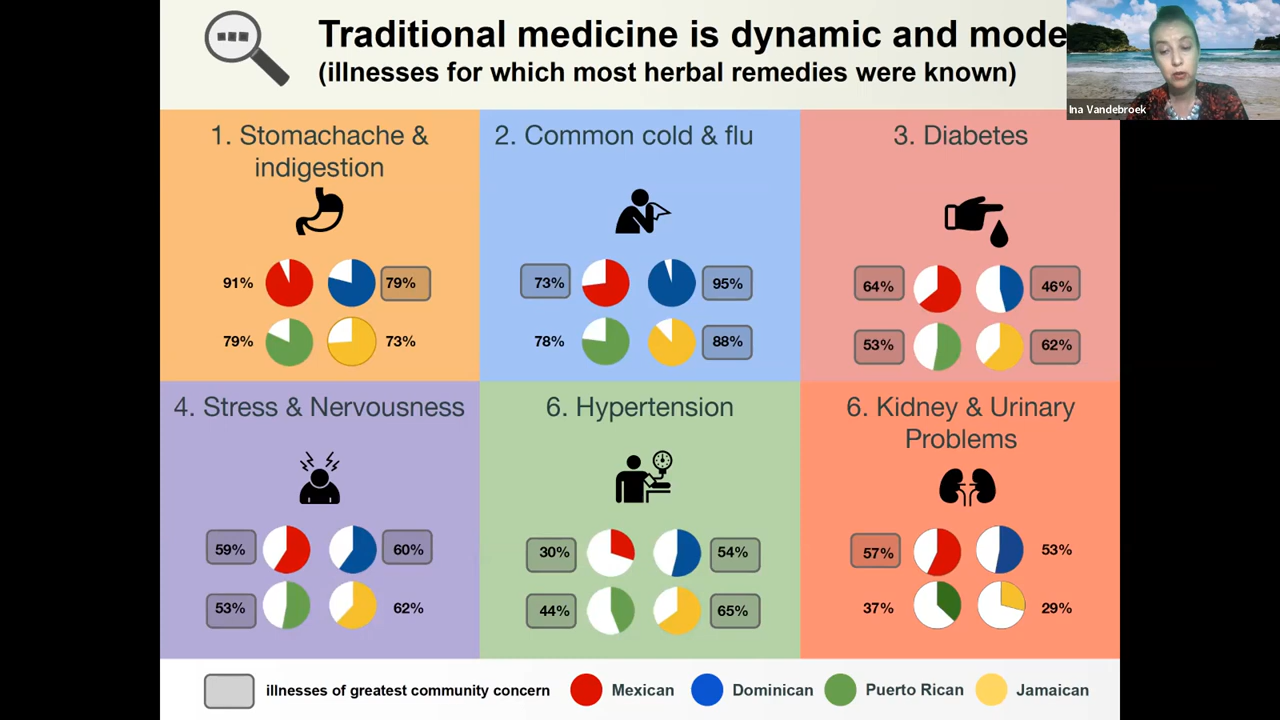 Traditional medicine is dynamic and mode
(illnesses for which most herbal remedies were known)
Ina Vandebroek
1. Stomachache &
indigestion
91%
79%
79%
73%
2. Common cold & flu
73%
95%
78%
88%
3. Diabetes
64%
46%
53%
62%
4. Stress & Nervousness
59%
60%
53%
62%
6. Hypertension
30%
54%
44%
65%
6. Kidney & Urinary
Problems
57%
53%
37%
29%
illnesses of greatest community concern
Mexican
Dominican
Puerto Rican
Jamaican